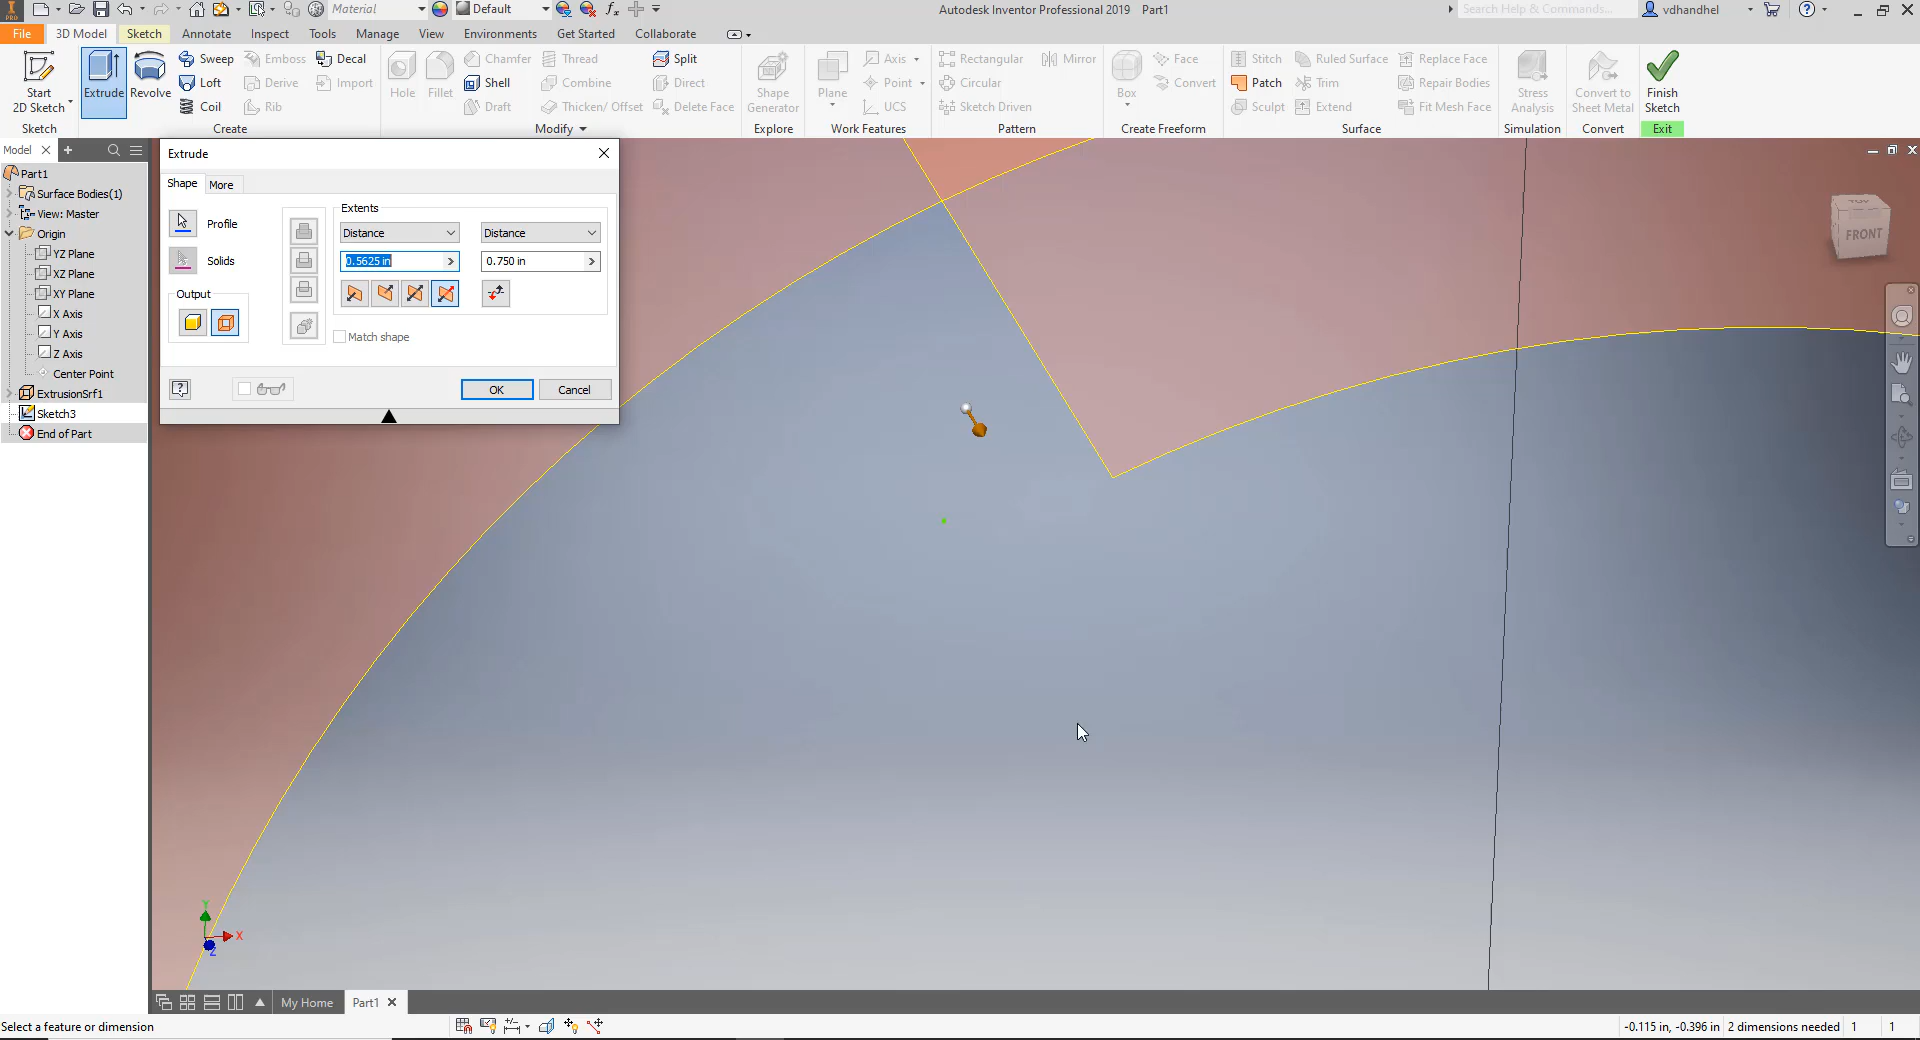 Material
Default
fx
Autodesk Inventor Professional 2019 Part1
Search Help & Commands...
vdhandhel
PRO
File
3D Model
Sketch
Annotate
Inspect
Tools
Manage
View
Environments
Get Started
Collaborate
Start
2D Sketch
Sketch
Extrude
Revolve
Sweep
Loft
Coil
Emboss
Derive
Rib
Decal
Import
Create
Hole
Fillet
Chamfer
Shell
Draft
Thread
Combine
Thicken/ Offset
Split
Direct
Delete Face
Modify
Shape
Generator
Explore
Plane
Axis
Point
UCS
Work Features
Rectangular
Circular
Sketch Driven
Mirror
Pattern
Box
Face
Convert
Create Freeform
Stitch
Patch
Sculpt
Ruled Surface
Trim
Extend
Replace Face
Repair Bodies
Fit Mesh Face
Surface
Stress
Analysis
Simulation
Convert to
Sheet Metal
Convert
Finish
Sketch
Exit
Model
Part1
Surface Bodies(1)
View: Master
Origin
YZ Plane
XZ Plane
XY Plane
X Axis
Y Axis
Z Axis
Center Point
ExtrusionSrf1
Sketch3
End of Part
Extrude
Shape
More
Profile
Solids
Output
Extents
Distance
Distance
0.5625 in
0.750 in
Match shape
OK
Cancel
FRONT
Y
X
Z
My Home
Part1
Select a feature or dimension
-0.115 in, -0.396 in
2 dimensions needed
1
1